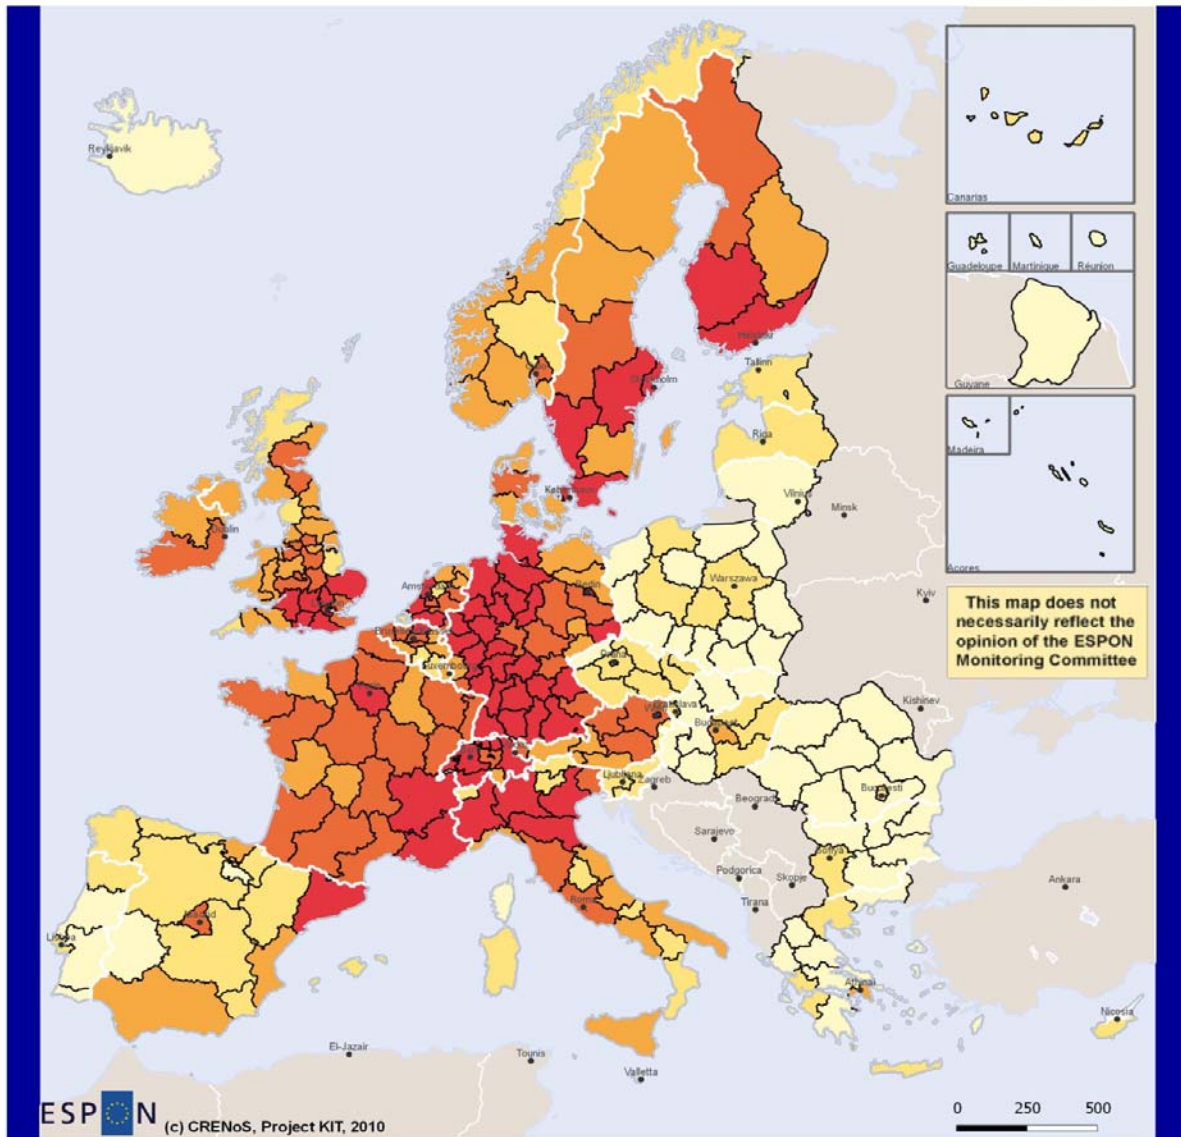 Reykjavik
Canarias
Guadeloupe
Martinique
Réunion
Guyane
Madeira
Acores
This map does not
necessarily reflect the
opinion of the ESPON
Monitoring Committee
Helsinki
Tallinn
Stockholm
Riga
København
Vilnius
Minsk
Dublin
Berlin
Warszawa
Kyiv
Praha
Luxembourg
Bratislava
Kishinev
Budapest
Ljubljana
Zagreb
Beograd
Bucuresti
Sarajevo
Sofiya
Podgorica
Skopje
Ankara
Tirana
Roma
Madrid
Lisboa
Athinai
Nicosia
El-Jazair
Tounis
Valletta
ESPON
(c) CRENoS, Project KIT, 2010
0 250 500